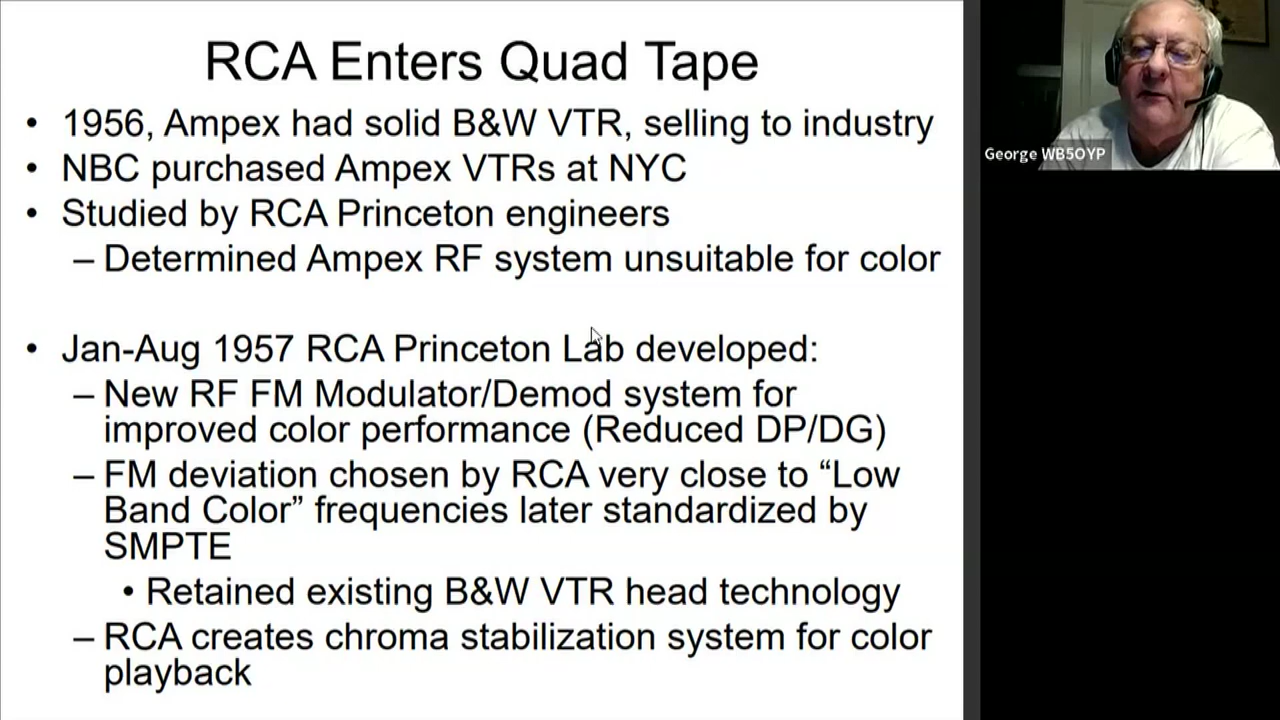 RCA Enters Quad Tape
• 1956, Ampex had solid B&W VTR, selling to industry
• NBC purchased Ampex VTRs at NYC
• Studied by RCA Princeton engineers
– Determined Ampex RF system unsuitable for color
• Jan-Aug 1957 RCA Princeton Lab developed:
– New RF FM Modulator/Demod system for
improved color performance (Reduced DP/DG)
– FM deviation chosen by RCA very close to “Low
Band Color” frequencies later standardized by
SMPTE
• Retained existing B&W VTR head technology
– RCA creates chroma stabilization system for color
playback
George WB5OYP